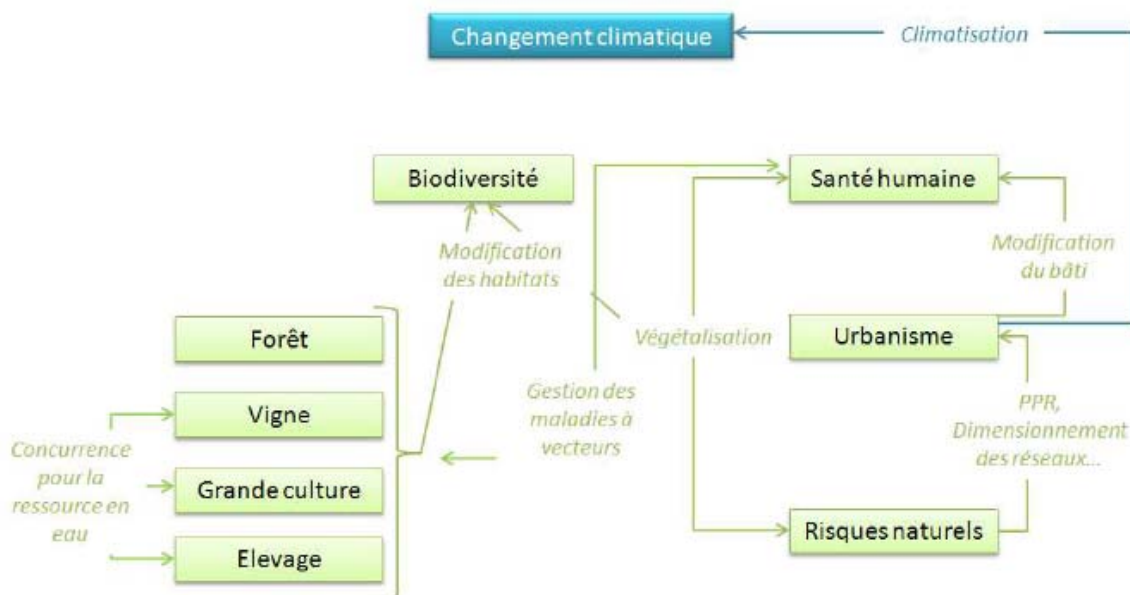 Changement climatique
Climatisation
Biodiversité
Santé humaine
Modification
des habitats
Modification
du bâti
Forêt
Végétalisation
Urbanisme
Vigne
Gestion des
maladies à
vecteurs
PPR,
Dimensionnement
des réseaux...
Concurrence
pour la
ressource en
eau
Grande culture
Elevage
Risques naturels